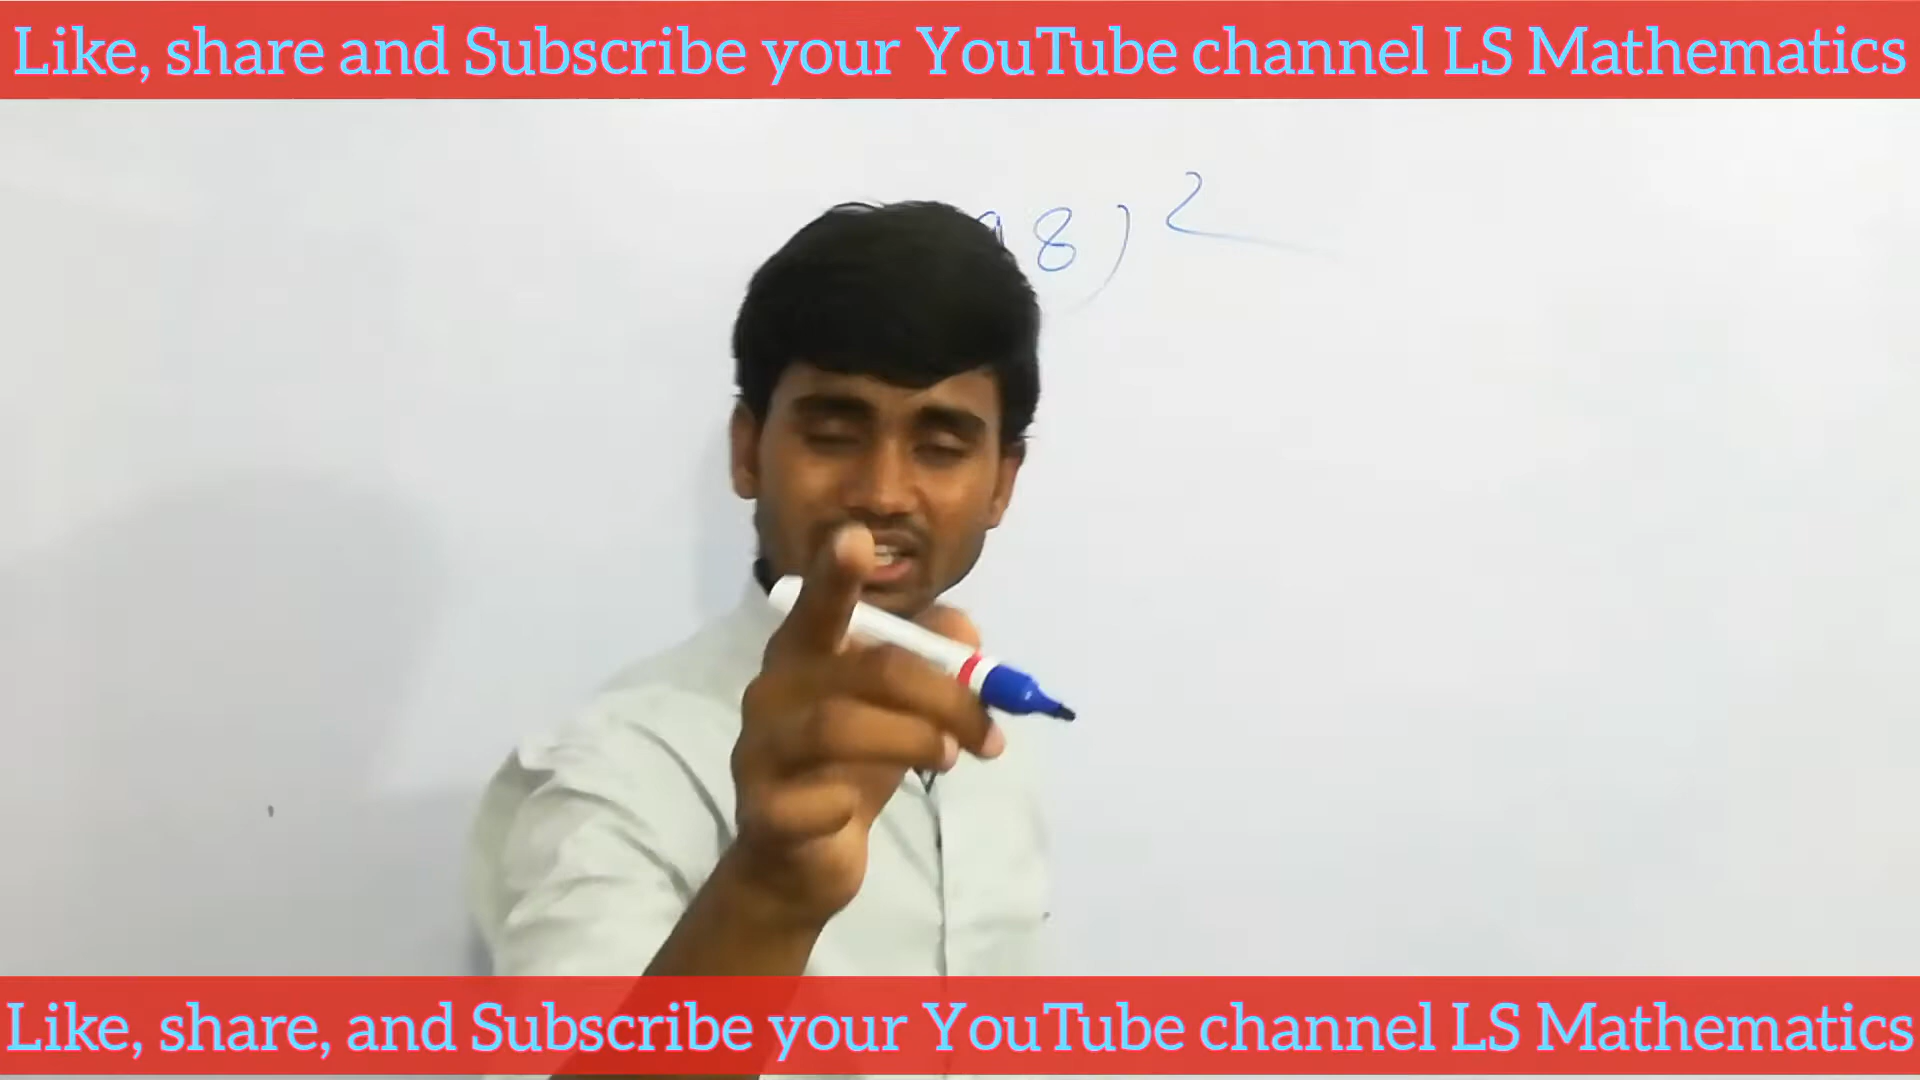 Like, share and Subscribe your YouTube channel LS Mathematics
98)²
Like, share, and Subscribe your YouTube channel LS Mathematics